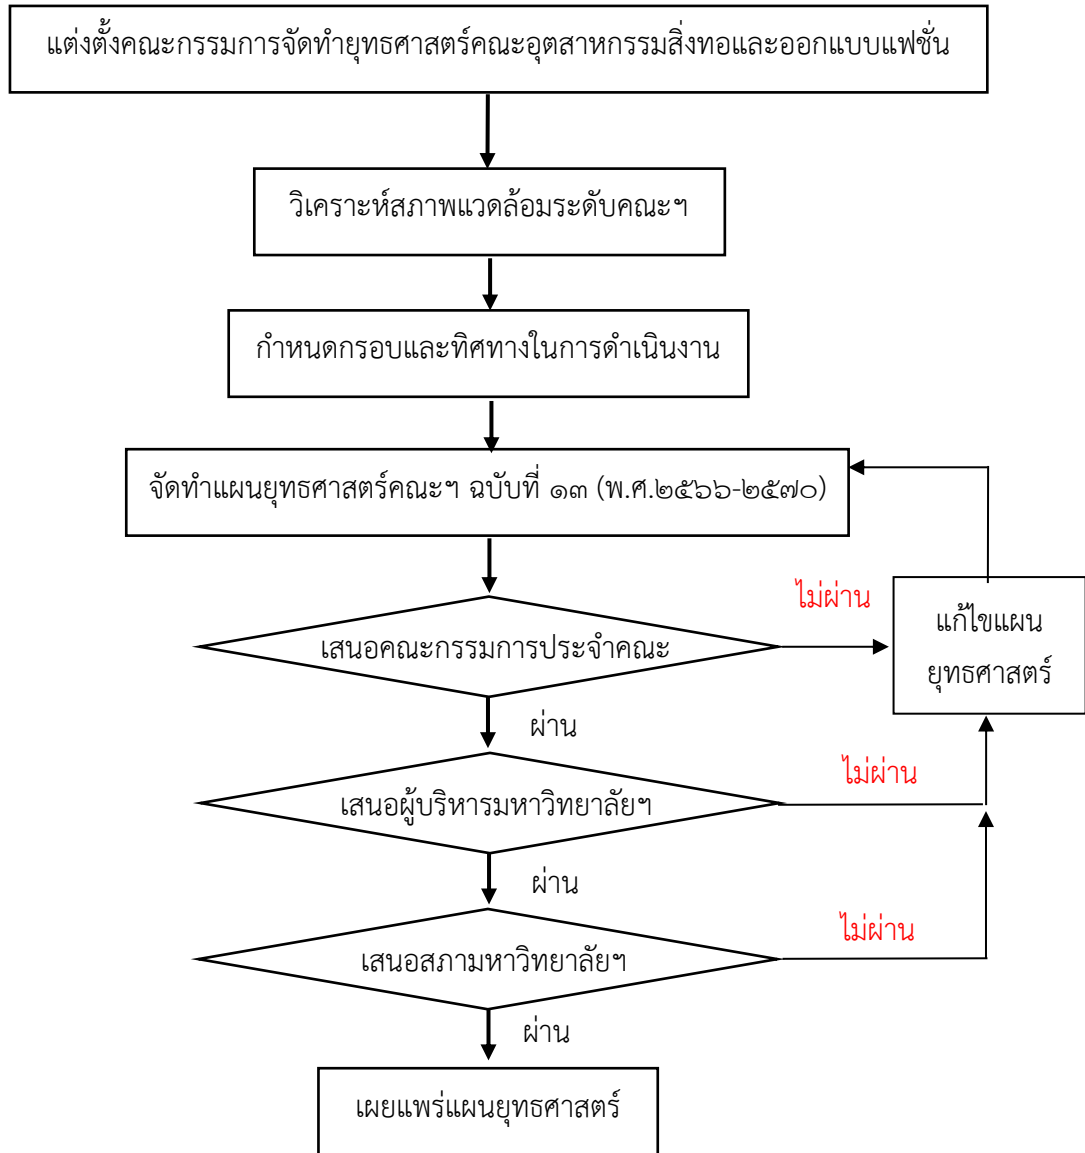 แต่งตั้งคณะกรรมการจัดทำยุทธศาสตร์คณะอุตสาหกรรมสิ่งทอและออกแบบแฟชั่น
วิเคราะห์สภาพแวดล้อมระดับคณะฯ
กำหนดกรอบและทิศทางในการดำเนินงาน
จัดทำแผนยุทธศาสตร์คณะฯ ฉบับที่ ๑๓ (พ.ศ.๒๕๖๖-๒๕๗๐)
เสนอคณะกรรมการประจำคณะ
ไม่ผ่าน
แก้ไขแผน
ยุทธศาสตร์
ผ่าน
เสนอผู้บริหารมหาวิทยาลัยฯ
ไม่ผ่าน
ผ่าน
เสนอสภามหาวิทยาลัยฯ
ไม่ผ่าน
ผ่าน
เผยแพร่แผนยุทธศาสตร์